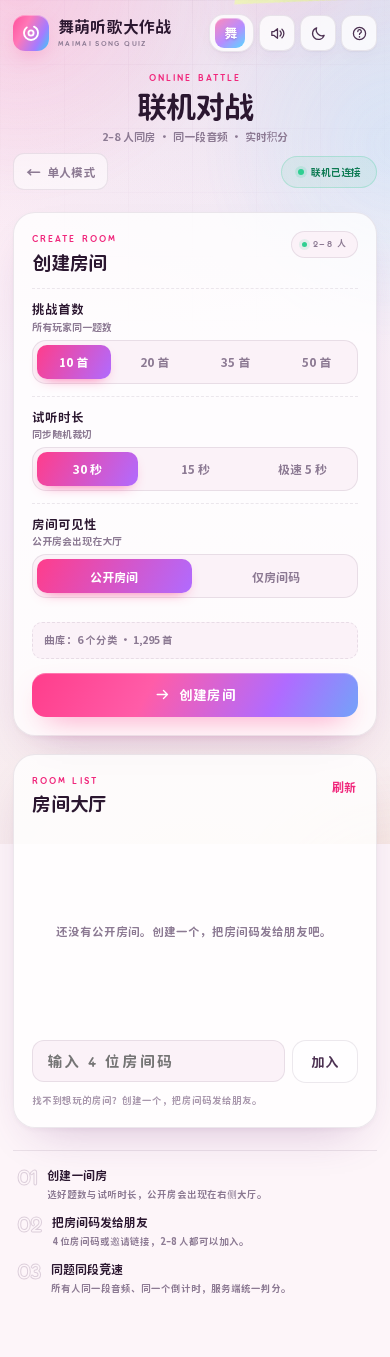 舞萌听歌大作战
MAIMAI SONG QUIZ
舞
ONLINE BATTLE
联机对战
2–8 人同房 • 同一段音频 • 实时积分
← 单人模式
联机已连接
CREATE ROOM
2–8 人
创建房间
挑战首数
所有玩家同一题数
10 首 20 首 35 首 50 首
试听时长
同步随机裁切
30 秒 15 秒 极速 5 秒
房间可见性
公开房会出现在大厅
公开房间 仅房间码
曲库：6 个分类 • 1,295 首
→ 创建房间
ROOM LIST
房间大厅
刷新
还没有公开房间。创建一个，把房间码发给朋友吧。
输入 4 位房间码
加入
找不到想玩的房间？创建一个，把房间码发给朋友。
01 创建一间房
选好题数与试听时长，公开房会出现在右侧大厅。
02 把房间码发给朋友
4 位房间码或邀请链接，2–8 人都可以加入。
03 同题同段竞速
所有人同一段音频、同一个倒计时，服务端统一判分。